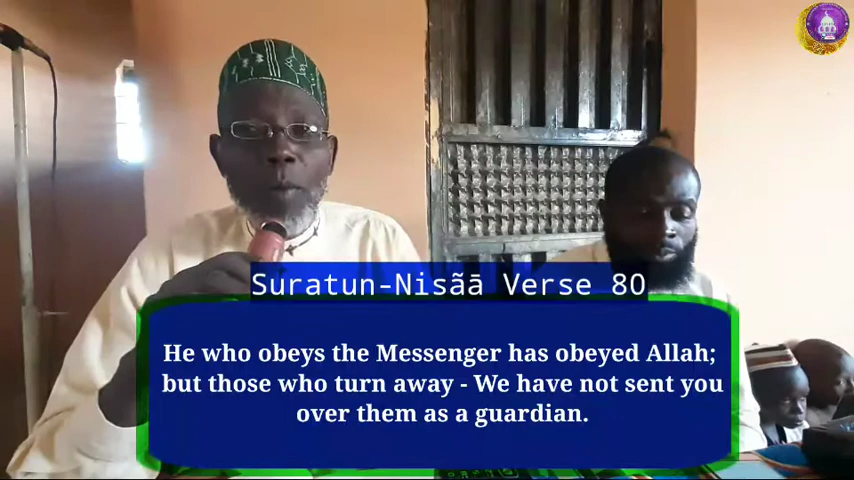 Suratun-Nisãā Verse 80
He who obeys the Messenger has obeyed Allah;
but those who turn away - We have not sent you
over them as a guardian.